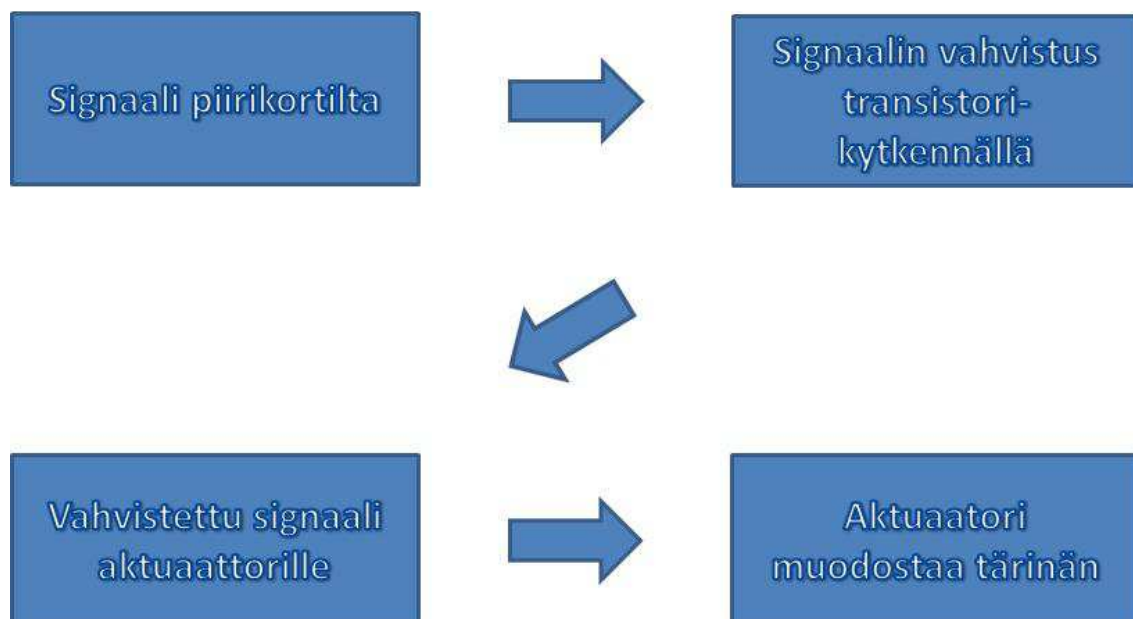 Signaali piirikortilta
Signaalin vahvistus
transistori-
kytkennällä
Vahvistettu signaali
aktuaattorille
Aktuaatori
muodostaa tärinän